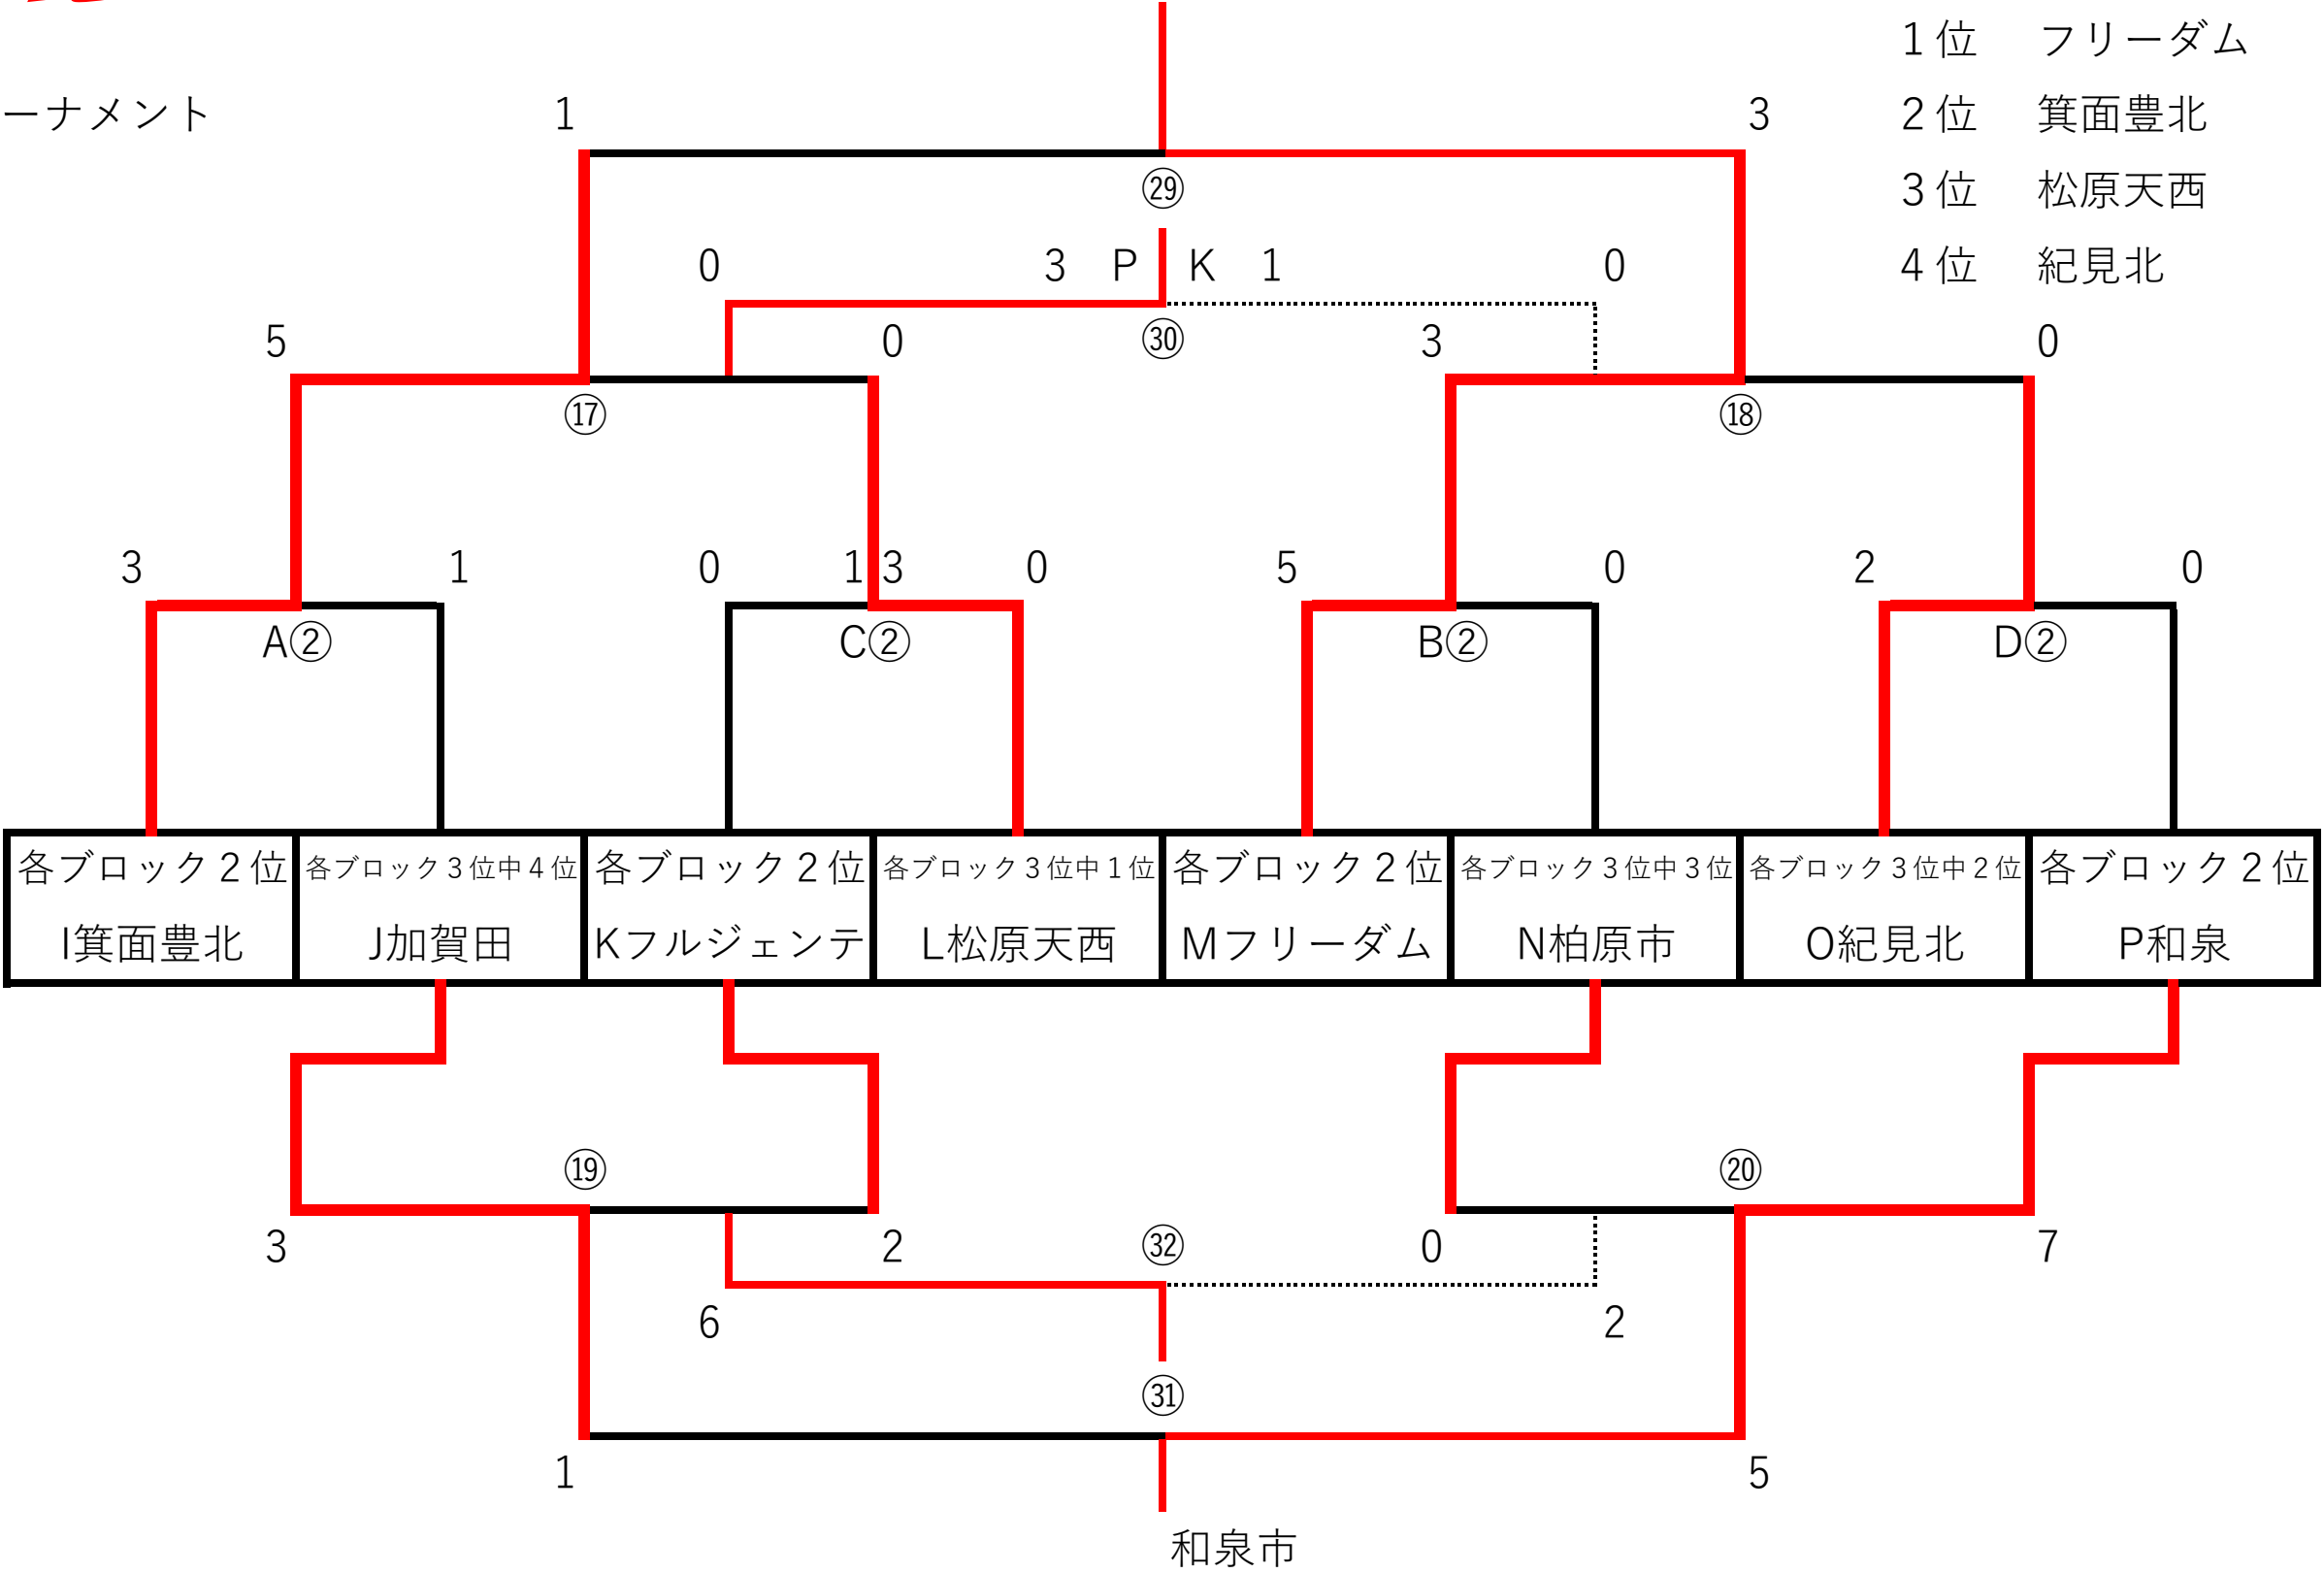 1位 フリーダム
ーナメント 1 3 2位 箕面豊北
㉙ 3位 松原天西
0 3 P K 1 0 4位 紀見北
5 0 ㉚ 3 0
⑰ ⑱
3 1 0 1 3 0 5 0 2 0
A② C② B② D②
各ブロック2位 各ブロック3位中4位 各ブロック2位 各ブロック3位中1位 各ブロック2位 各ブロック3位中3位 各ブロック3位中2位 各ブロック2位
I箕面豊北 J加賀田 Kフルジェンテ L松原天西 Mフリーダム N柏原市 O紀見北 P和泉
⑲ ⑳
3 2 ㉜ 0 7
6 2
㉛
1 5
和泉市